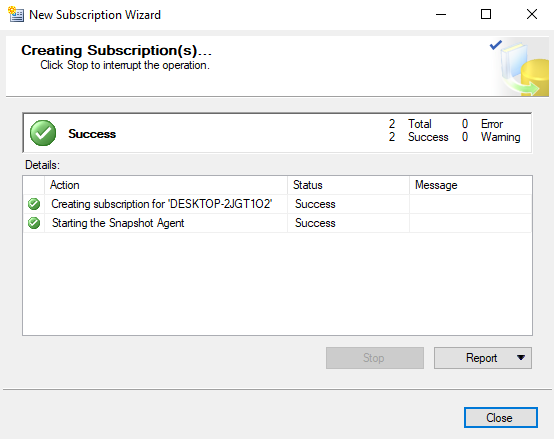 New Subscription Wizard
Creating Subscription(s)...
Click Stop to interrupt the operation.
Success
2 Total 0 Error
2 Success 0 Warning
Details:
Action Status Message
Creating subscription for 'DESKTOP-2JGT1O2' Success
Starting the Snapshot Agent Success
Stop Report
Close